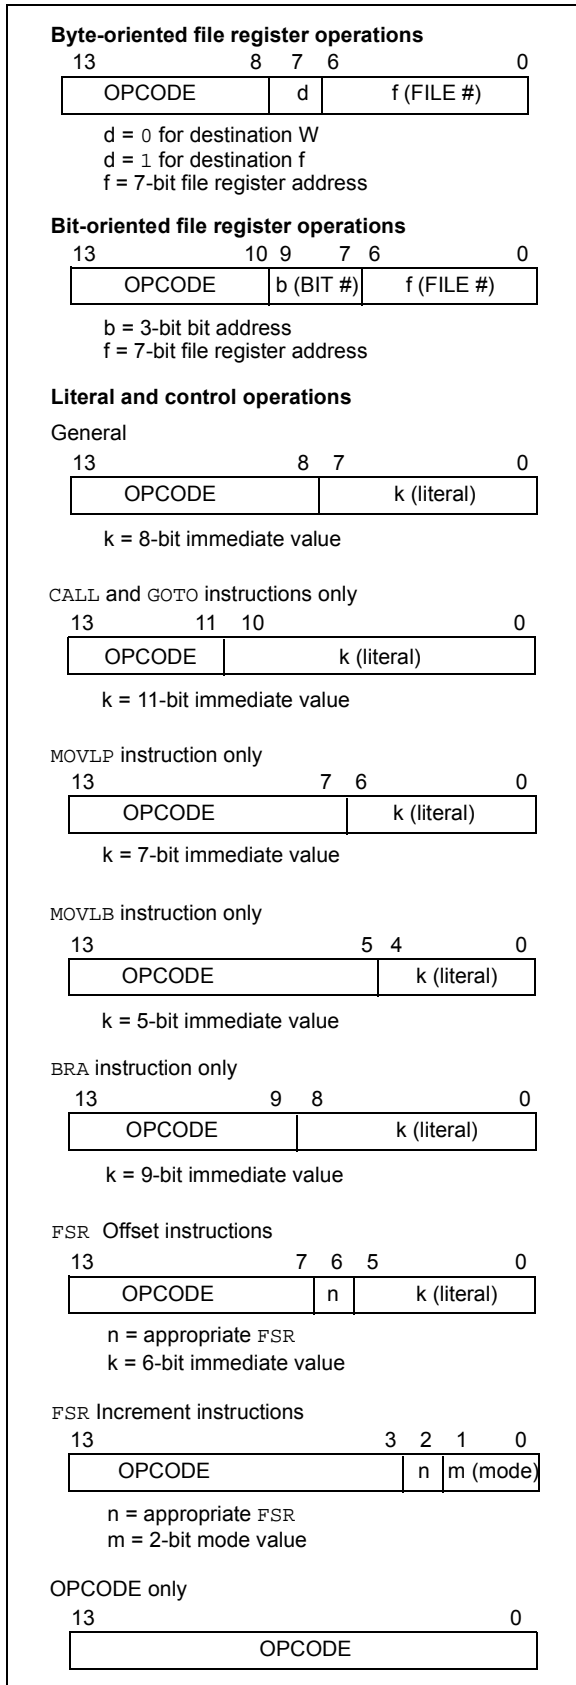 Byte-oriented file register operations
13 8 7 6 0
OPCODE d f (FILE #)
d = 0 for destination W
d = 1 for destination f
f = 7-bit file register address
Bit-oriented file register operations
13 10 9 7 6 0
OPCODE b (BIT #) f (FILE #)
b = 3-bit bit address
f = 7-bit file register address
Literal and control operations
General
13 8 7 0
OPCODE k (literal)
k = 8-bit immediate value
CALL and GOTO instructions only
13 11 10 0
OPCODE k (literal)
k = 11-bit immediate value
MOVLP instruction only
13 7 6 0
OPCODE k (literal)
k = 7-bit immediate value
MOVLB instruction only
13 5 4 0
OPCODE k (literal)
k = 5-bit immediate value
BRA instruction only
13 9 8 0
OPCODE k (literal)
k = 9-bit immediate value
FSR Offset instructions
13 7 6 5 0
OPCODE n k (literal)
n = appropriate FSR
k = 6-bit immediate value
FSR Increment instructions
13 3 2 1 0
OPCODE n m (mode)
n = appropriate FSR
m = 2-bit mode value
OPCODE only
13 0
OPCODE